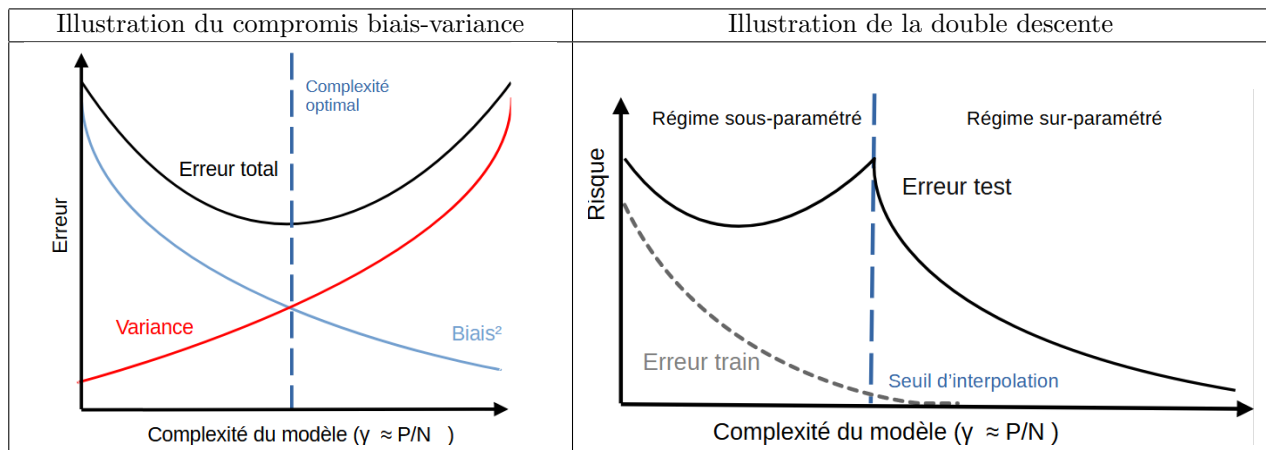 Illustration du compromis biais-variance
Illustration de la double descente
Complexité
optimal
Erreur total
Erreur
Variance
Biais²
Complexité du modèle (γ ≈ P/N )
Régime sous-paramétré
Régime sur-paramétré
Risque
Erreur test
Erreur train
Seuil d'interpolation
Complexité du modèle (γ ≈ P/N )